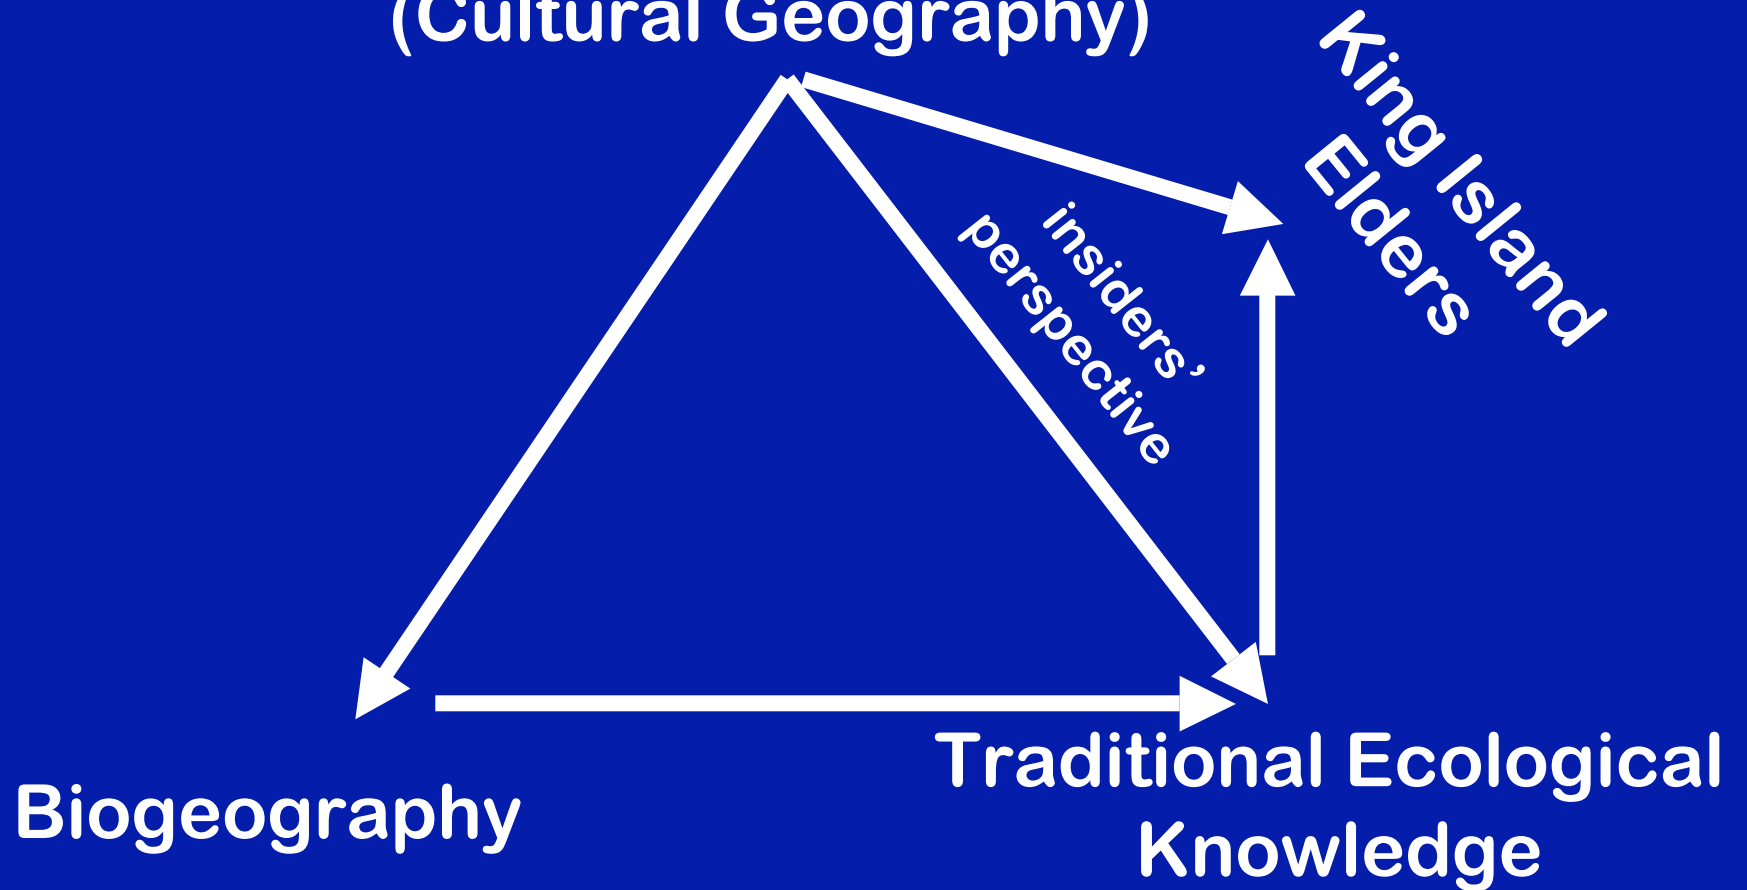 (Cultural Geography)
King Island
Elders
insiders’
perspective
Traditional Ecological
Knowledge
Biogeography